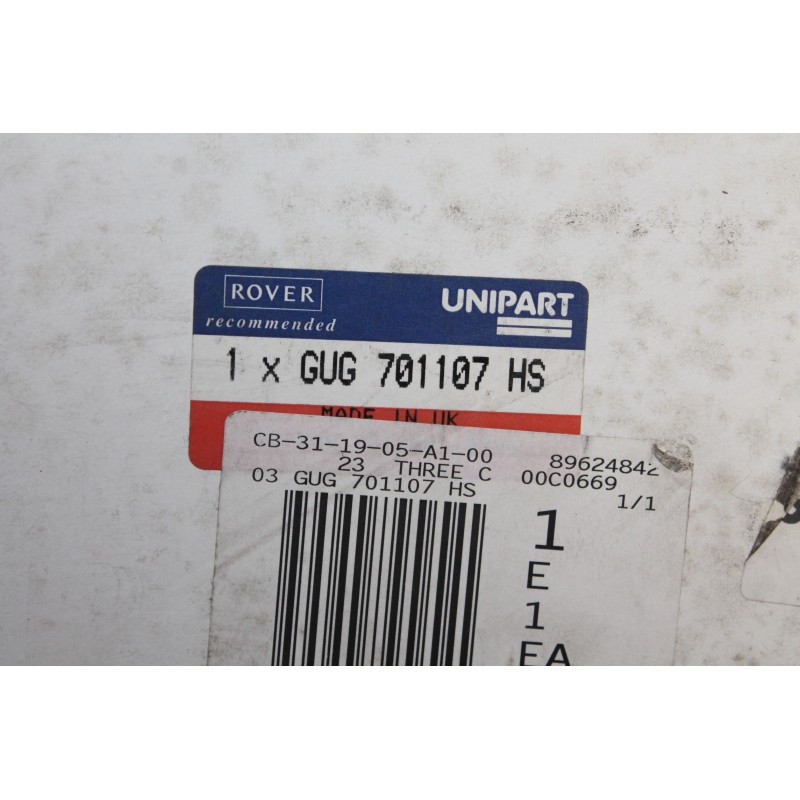 ROVER
recommended
UNIPART
1 x GUG 701107 HS
MADE IN UK
CB-31-19-05-A1-00 89624842
23 THREE C 00C0669
03 GUG 701107 HS 1/1
1
E
1
EA